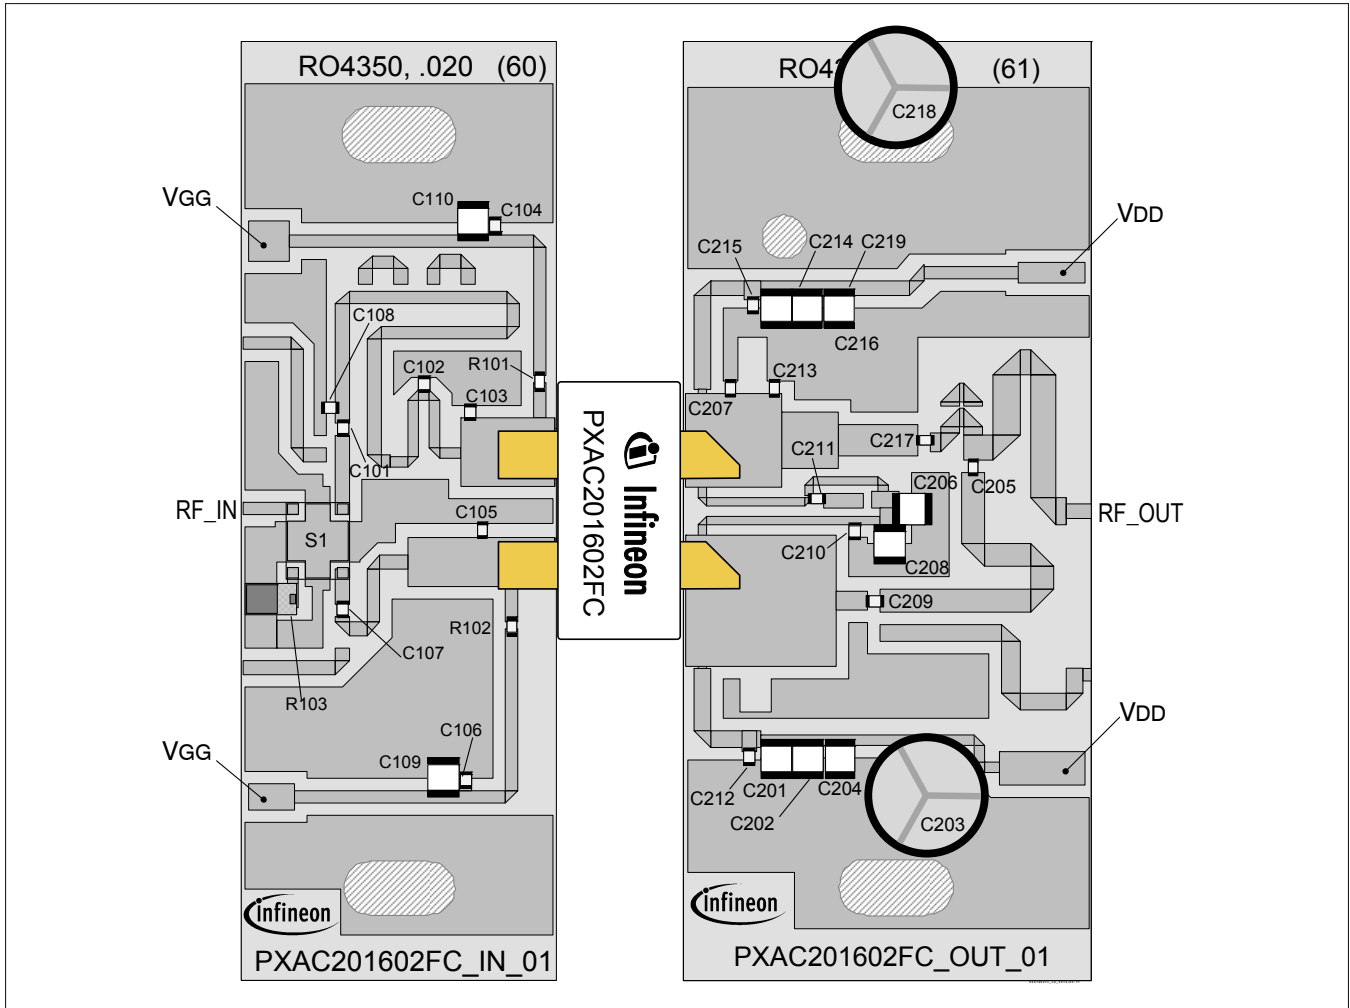 RO4350, .020 (60)
RO43 (61)
C218
VGG
C110
C104
VDD
C215
C214
C219
C108
C216
C102
R101
C103
C213
C207
C101
C217
C211
C205
C206
RF_IN
C105
S1
RF_OUT
C210
C208
C209
Infineon
PXAC201602FC
R102
C107
R103
VGG
C106
C109
VDD
C212
C201
C204
C202
C203
infineon
infineon
PXAC201602FC_IN_01
PXAC201602FC_OUT_01